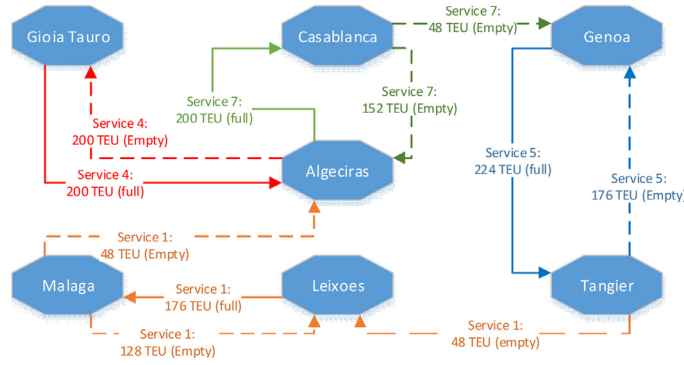 Gioia Tauro
Casablanca
Service 7:
48 TEU (Empty)
Genoa
Service 7:
200 TEU (full)
Service 7:
152 TEU (Empty)
Service 4:
200 TEU (Empty)
Algeciras
Service 4:
200 TEU (full)
Service 5:
224 TEU (full)
Service 5:
176 TEU (Empty)
Service 1:
48 TEU (Empty)
Malaga
Service 1:
176 TEU (full)
Leixoes
Tangier
Service 1:
128 TEU (Empty)
Service 1:
48 TEU (empty)